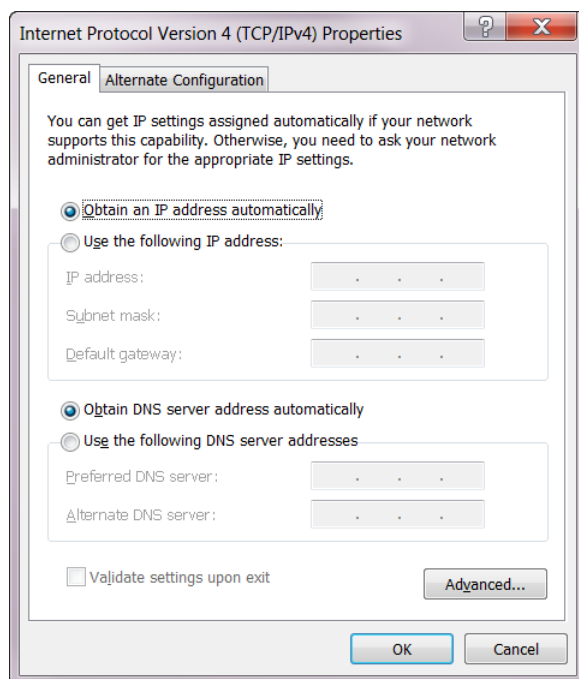 Internet Protocol Version 4 (TCP/IPv4) Properties
General
Alternate Configuration
You can get IP settings assigned automatically if your network
supports this capability. Otherwise, you need to ask your network
administrator for the appropriate IP settings.
Obtain an IP address automatically
Use the following IP address:
IP address:
Subnet mask:
Default gateway:
Obtain DNS server address automatically
Use the following DNS server addresses
Preferred DNS server:
Alternate DNS server:
Validate settings upon exit
Advanced...
OK
Cancel